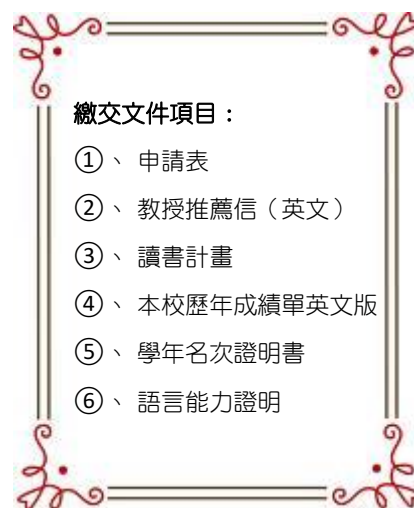 繳交文件項目：
①、 申請表
②、 教授推薦信（英文）
③、 讀書計畫
④、 本校歷年成績單英文版
⑤、 學年名次證明書
⑥、 語言能力證明